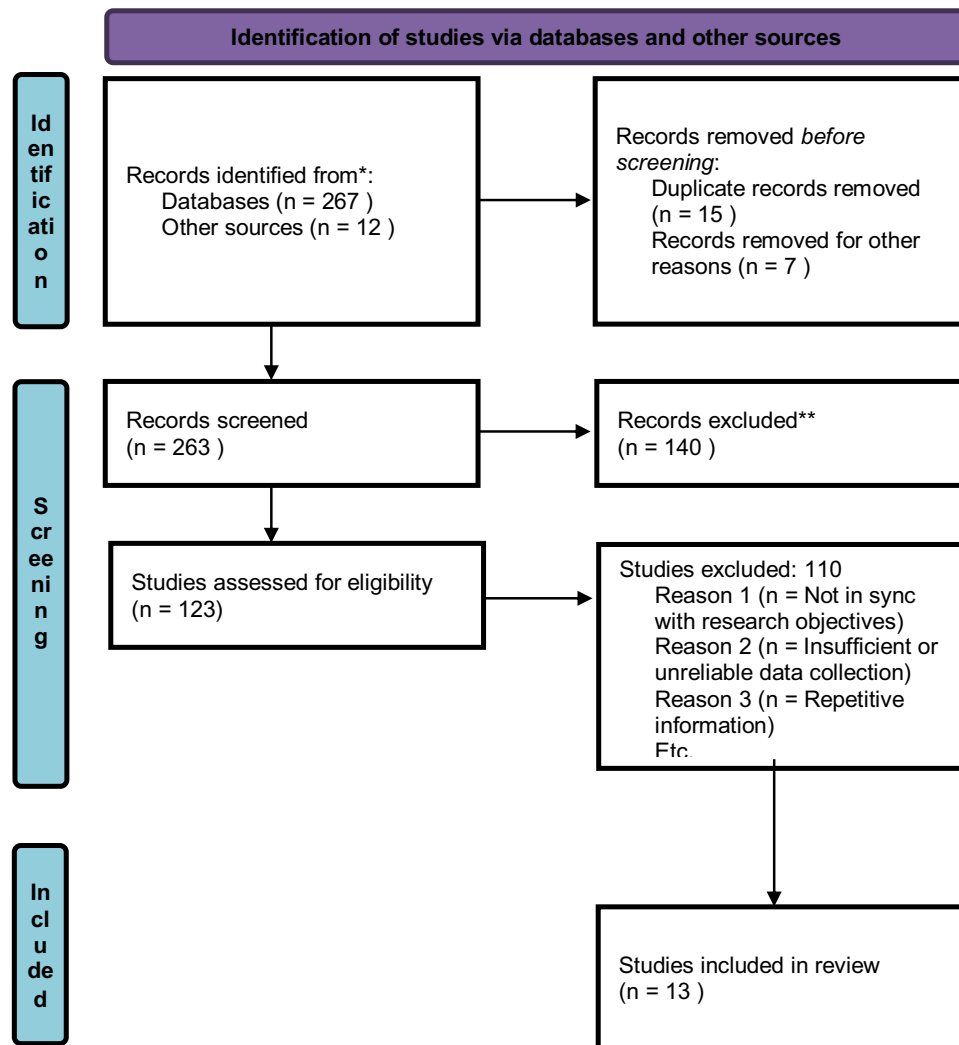 Identification of studies via databases and other sources
Id
en
tif
ic
ati
o
n
Records identified from*:
Databases (n = 267 )
Other sources (n = 12 )
Records removed before
screening:
Duplicate records removed
(n = 15 )
Records removed for other
reasons (n = 7 )
S
cr
ee
ni
n
g
Records screened
(n = 263 )
Records excluded**
(n = 140 )
Studies assessed for eligibility
(n = 123)
Studies excluded: 110
Reason 1 (n = Not in sync
with research objectives)
Reason 2 (n = Insufficient or
unreliable data collection)
Reason 3 (n = Repetitive
information)
Etc.
In
cl
u
de
d
Studies included in review
(n = 13 )